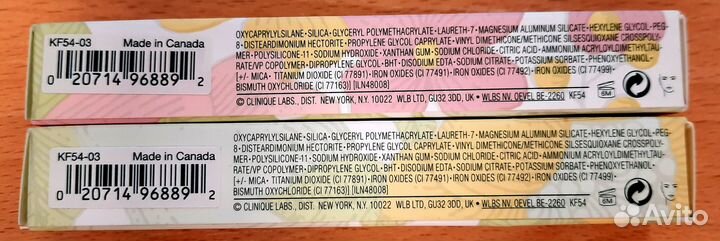 KF54-03 Made in Canada
0 20714 96889 2
OXYCAPRYLYLSILANE • SILICA • GLYCERYL POLYMETHACRYLATE • LAURETH-7 • MAGNESIUM ALUMINUM SILICATE • HEXYLENE GLYCOL • PEG-
8 • DISTEARDIMONIUM HECTORITE • PROPYLENE GLYCOL CAPRYLATE • VINYL DIMETHICONE/METHICONE SILSESQUIOXANE CROSSPOLY-
MER • POLYSILICONE-11 • SODIUM HYDROXIDE • XANTHAN GUM • SODIUM CHLORIDE • CITRIC ACID • AMMONIUM ACRYLOYLDIMETHYLTAU-
RATE/VP COPOLYMER • DIPROPYLENE GLYCOL • BHT • DISODIUM EDTA • SODIUM CITRATE • POTASSIUM SORBATE • PHENOXYETHANOL •
[+/- MICA • TITANIUM DIOXIDE (CI 77891) • IRON OXIDES (CI 77491) • IRON OXIDES (CI 77492) • IRON OXIDES (CI 77499) •
BISMUTH OXYCHLORIDE (CI 77163)] [ILN48008]
© CLINIQUE LABS., DIST. NEW YORK, N.Y. 10022 WLB LTD, GU32 3DD, UK • WLBS NV. OEVEL BE-2260 KF54
6M
KF54-03 Made in Canada
0 20714 96889 2
OXYCAPRYLYLSILANE • SILICA • GLYCERYL POLYMETHACRYLATE • LAURETH-7 • MAGNESIUM ALUMINUM SILICATE • HEXYLENE GLYCOL • PEG-
8 • DISTEARDIMONIUM HECTORITE • PROPYLENE GLYCOL CAPRYLATE • VINYL DIMETHICONE/METHICONE SILSESQUIOXANE CROSSPOLY-
MER • POLYSILICONE-11 • SODIUM HYDROXIDE • XANTHAN GUM • SODIUM CHLORIDE • CITRIC ACID • AMMONIUM ACRYLOYLDIMETHYLTAU-
RATE/VP COPOLYMER • DIPROPYLENE GLYCOL • BHT • DISODIUM EDTA • SODIUM CITRATE • POTASSIUM SORBATE • PHENOXYETHANOL •
[+/- MICA • TITANIUM DIOXIDE (CI 77891) • IRON OXIDES (CI 77491) • IRON OXIDES (CI 77492) • IRON OXIDES (CI 77499) •
BISMUTH OXYCHLORIDE (CI 77163)] [ILN48008]
© CLINIQUE LABS., DIST. NEW YORK, N.Y. 10022 WLB LTD, GU32 3DD, UK • WLBS NV. OEVEL BE-2260 KF54
6M
Avito